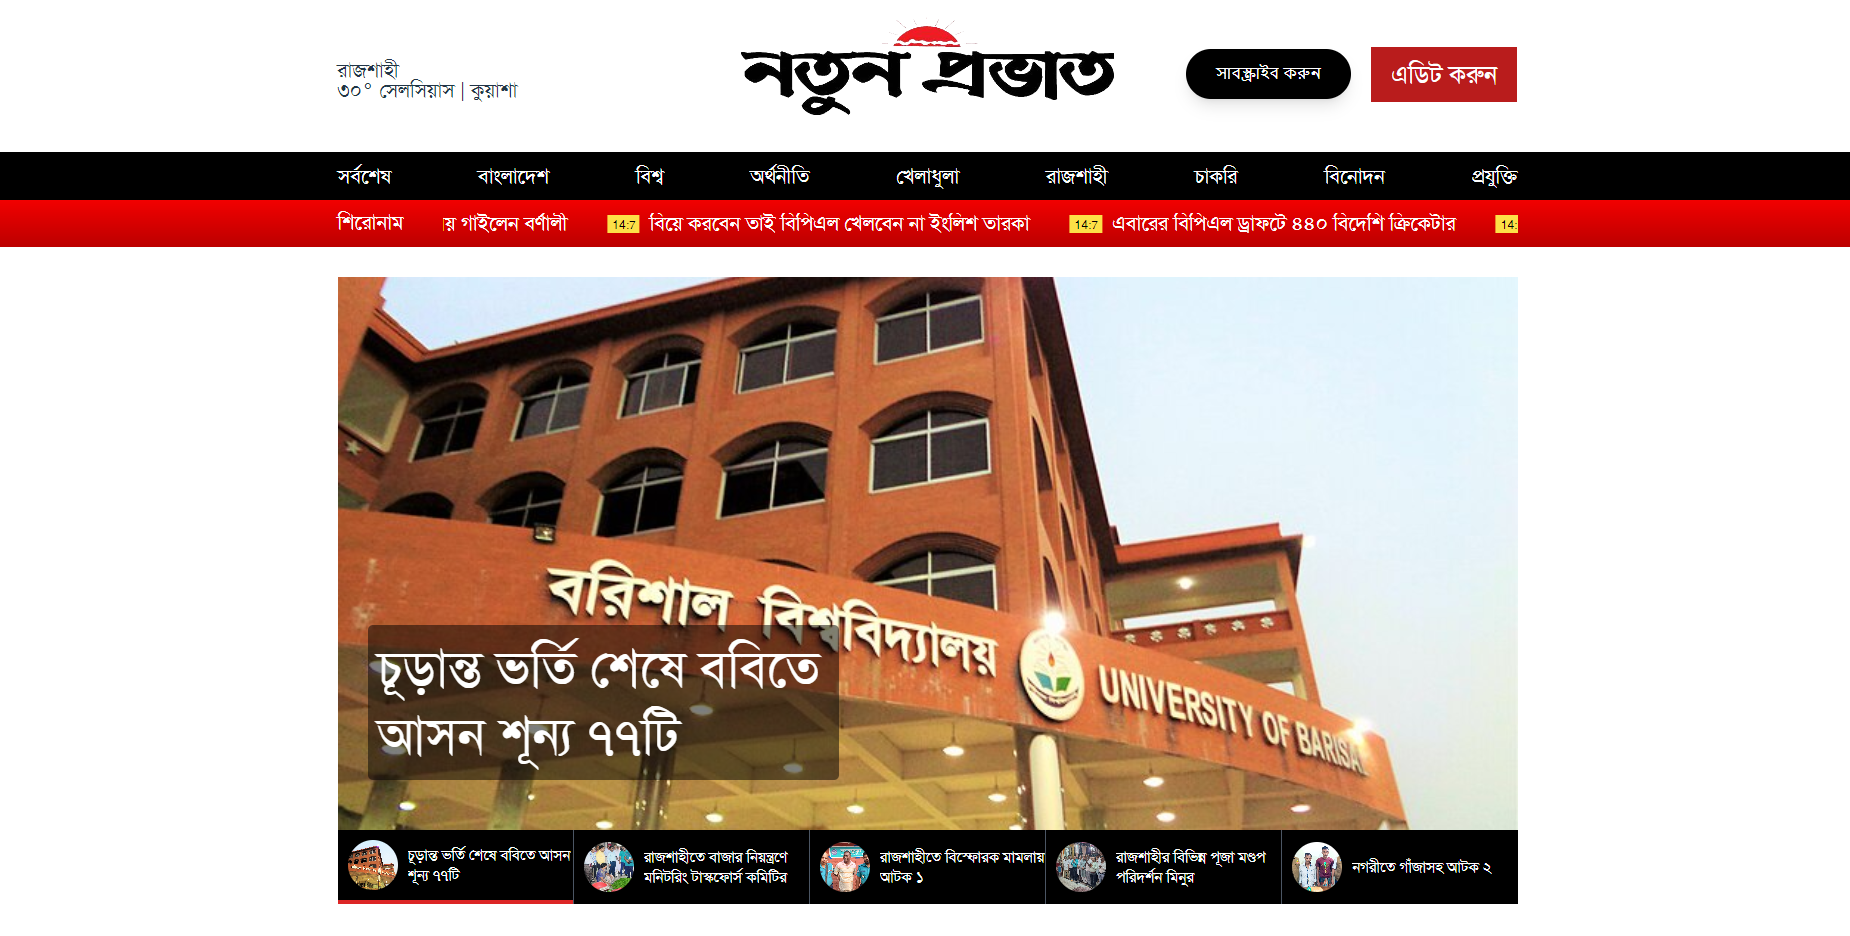 রাজশাহী
৩০° সেলসিয়াস | কুয়াশা
নতুন প্রভাত
সাবস্ক্রাইব করুন
এডিট করুন
সর্বশেষ বাংলাদেশ বিশ্ব অর্থনীতি খেলাধুলা রাজশাহী চাকরি বিনোদন প্রযুক্তি
শিরোনাম য় গাইলেন বর্ণালী 14:7 বিয়ে করবেন তাই বিপিএল খেলবেন না ইংলিশ তারকা 14:7 এবারের বিপিএল ড্রাফটে ৪৪০ বিদেশি ক্রিকেটার 14:
বরিশাল বিশ্ববিদ্যালয়
UNIVERSITY OF BARISAL
চূড়ান্ত ভর্তি শেষে ববিতে
আসন শূন্য ৭৭টি
চূড়ান্ত ভর্তি শেষে ববিতে আসন
শূন্য ৭৭টি
রাজশাহীতে বাজার নিয়ন্ত্রণে
মনিটরিং টাস্কফোর্স কমিটির
রাজশাহীতে বিস্ফোরক মামলায়
আটক ১
রাজশাহীর বিভিন্ন পূজা মণ্ডপ
পরিদর্শন মিনুর
নগরীতে গাঁজাসহ আটক ২